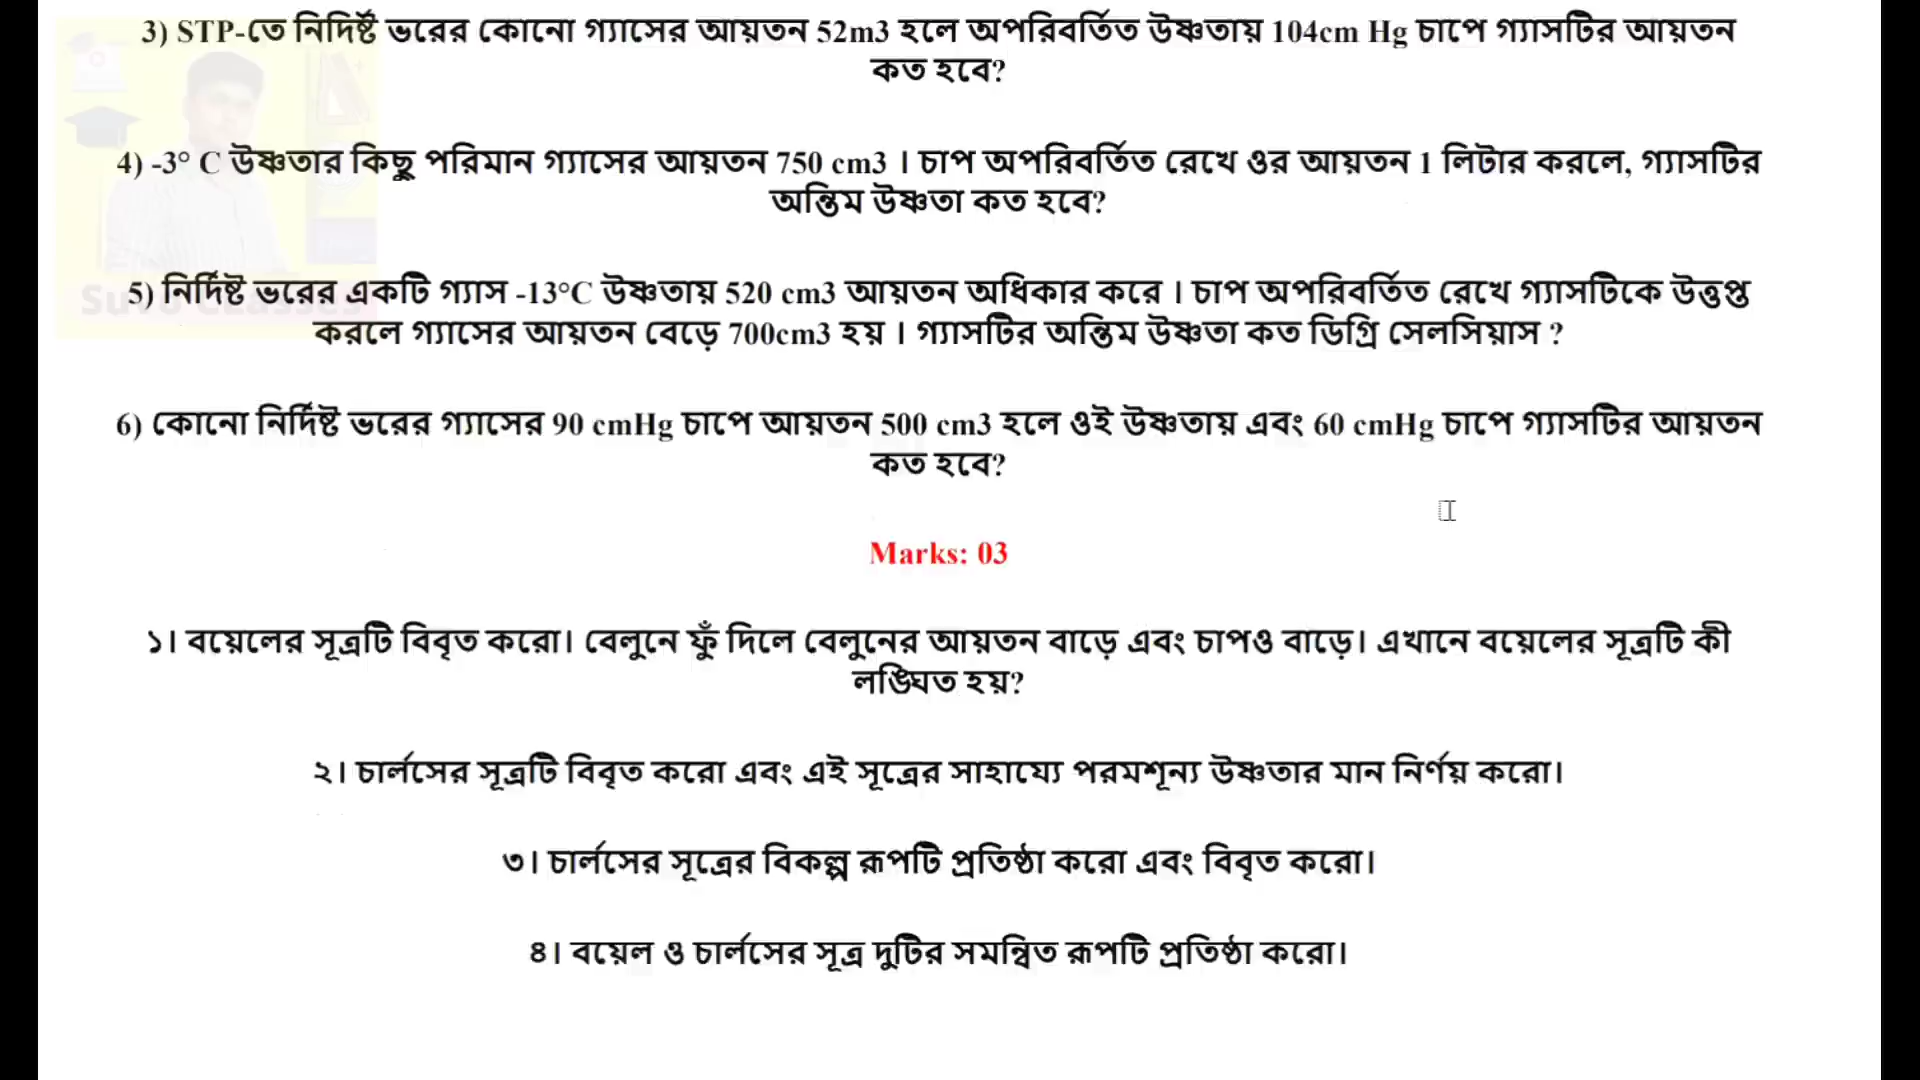 3) STP-তে নিদির্ষ্ট ভরের কোনো গ্যাসের আয়তন 52m3 হলে অপরিবর্তিত উষ্ণতায় 104cm Hg চাপে গ্যাসটির আয়তন
কত হবে?
4) -3° C উষ্ণতার কিছু পরিমান গ্যাসের আয়তন 750 cm3 । চাপ অপরিবর্তিত রেখে ওর আয়তন 1 লিটার করলে, গ্যাসটির
অন্তিম উষ্ণতা কত হবে?
5) নির্দিষ্ট ভরের একটি গ্যাস -13°C উষ্ণতায় 520 cm3 আয়তন অধিকার করে । চাপ অপরিবর্তিত রেখে গ্যাসটিকে উত্তপ্ত
করলে গ্যাসের আয়তন বেড়ে 700cm3 হয় । গ্যাসটির অন্তিম উষ্ণতা কত ডিগ্রি সেলসিয়াস ?
Suvo Classes
6) কোনো নির্দিষ্ট ভরের গ্যাসের 90 cmHg চাপে আয়তন 500 cm3 হলে ওই উষ্ণতায় এবং 60 cmHg চাপে গ্যাসটির আয়তন
কত হবে?
Marks: 03
১। বয়েলের সূত্রটি বিবৃত করো। বেলুনে ফুঁ দিলে বেলুনের আয়তন বাড়ে এবং চাপও বাড়ে। এখানে বয়েলের সূত্রটি কী
লঙ্ঘিত হয়?
২। চার্লসের সূত্রটি বিবৃত করো এবং এই সূত্রের সাহায্যে পরমশূন্য উষ্ণতার মান নির্ণয় করো।
৩। চার্লসের সূত্রের বিকল্প রূপটি প্রতিষ্ঠা করো এবং বিবৃত করো।
৪। বয়েল ও চার্লসের সূত্র দুটির সমন্বিত রূপটি প্রতিষ্ঠা করো।